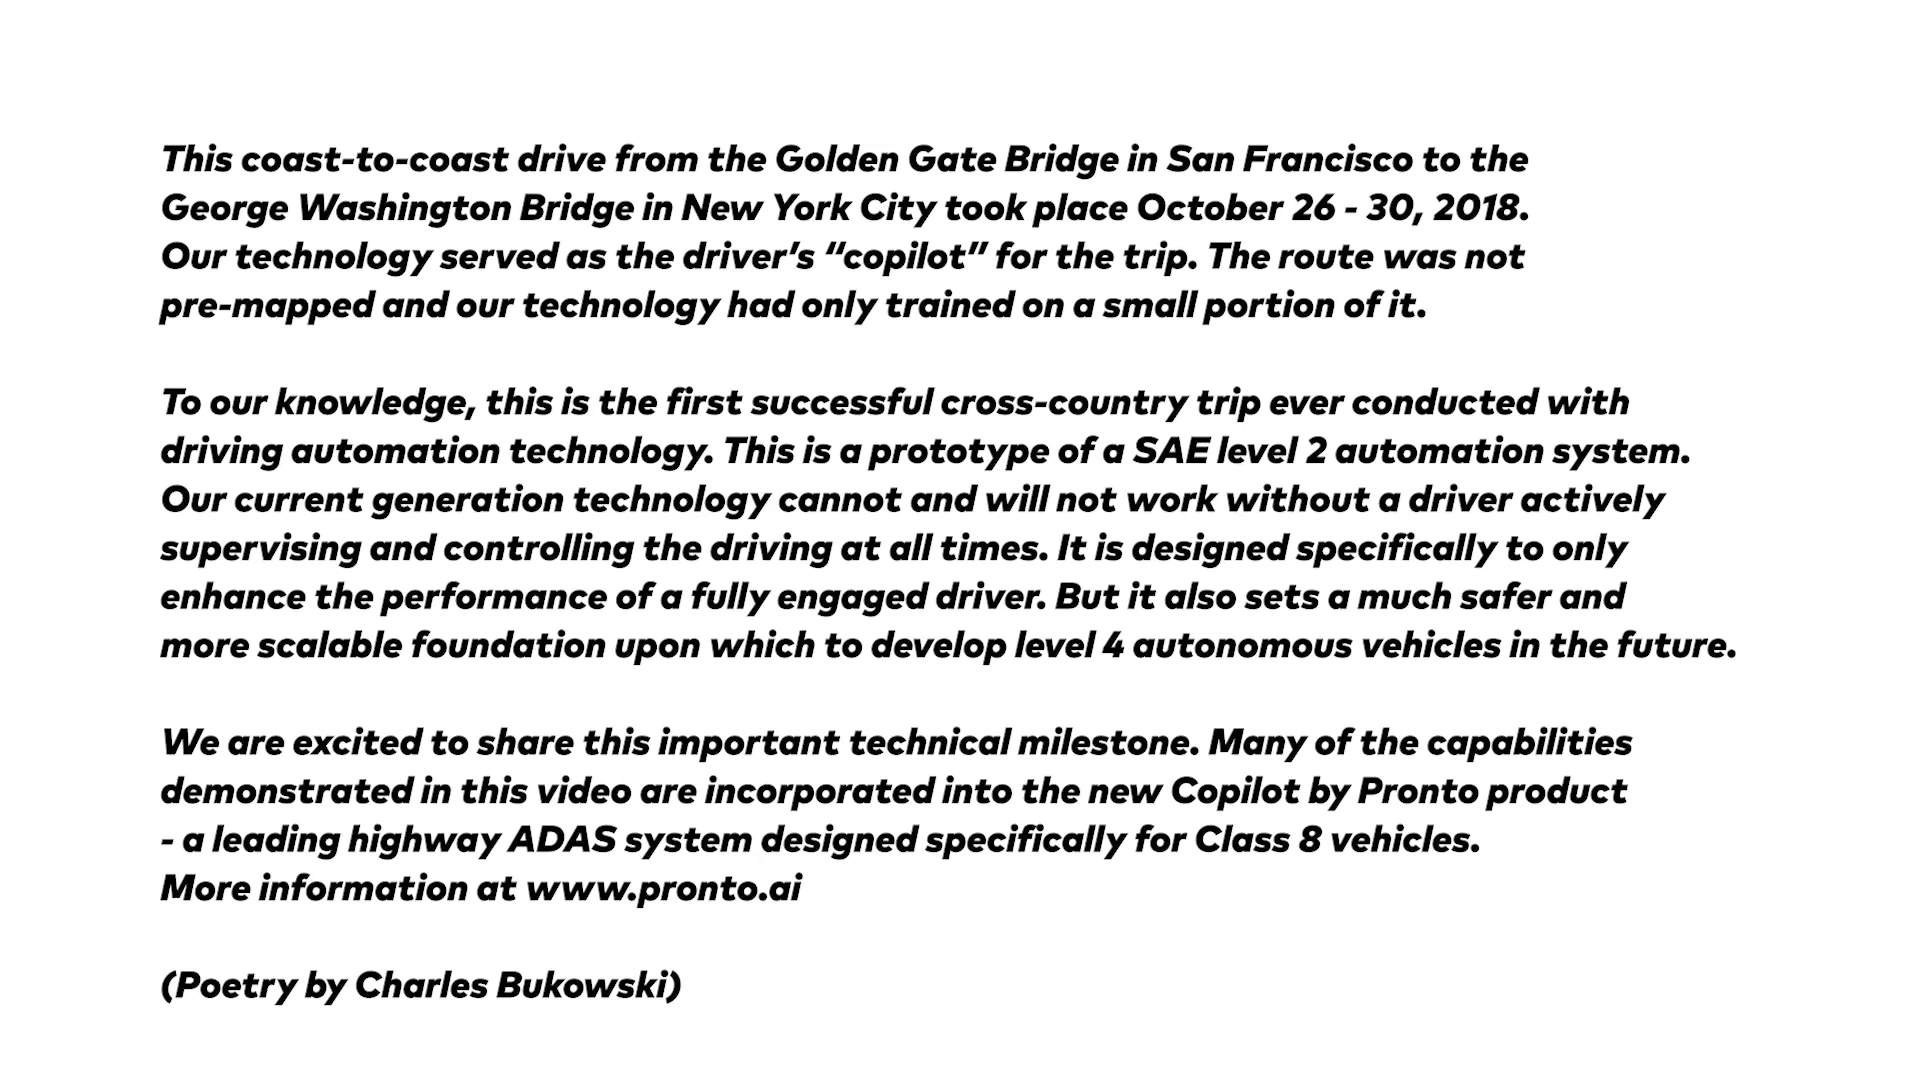 This coast-to-coast drive from the Golden Gate Bridge in San Francisco to the
George Washington Bridge in New York City took place October 26 - 30, 2018.
Our technology served as the driver’s “copilot” for the trip. The route was not
pre-mapped and our technology had only trained on a small portion of it.
To our knowledge, this is the first successful cross-country trip ever conducted with
driving automation technology. This is a prototype of a SAE level 2 automation system.
Our current generation technology cannot and will not work without a driver actively
supervising and controlling the driving at all times. It is designed specifically to only
enhance the performance of a fully engaged driver. But it also sets a much safer and
more scalable foundation upon which to develop level 4 autonomous vehicles in the future.
We are excited to share this important technical milestone. Many of the capabilities
demonstrated in this video are incorporated into the new Copilot by Pronto product
- a leading highway ADAS system designed specifically for Class 8 vehicles.
More information at www.pronto.ai
(Poetry by Charles Bukowski)